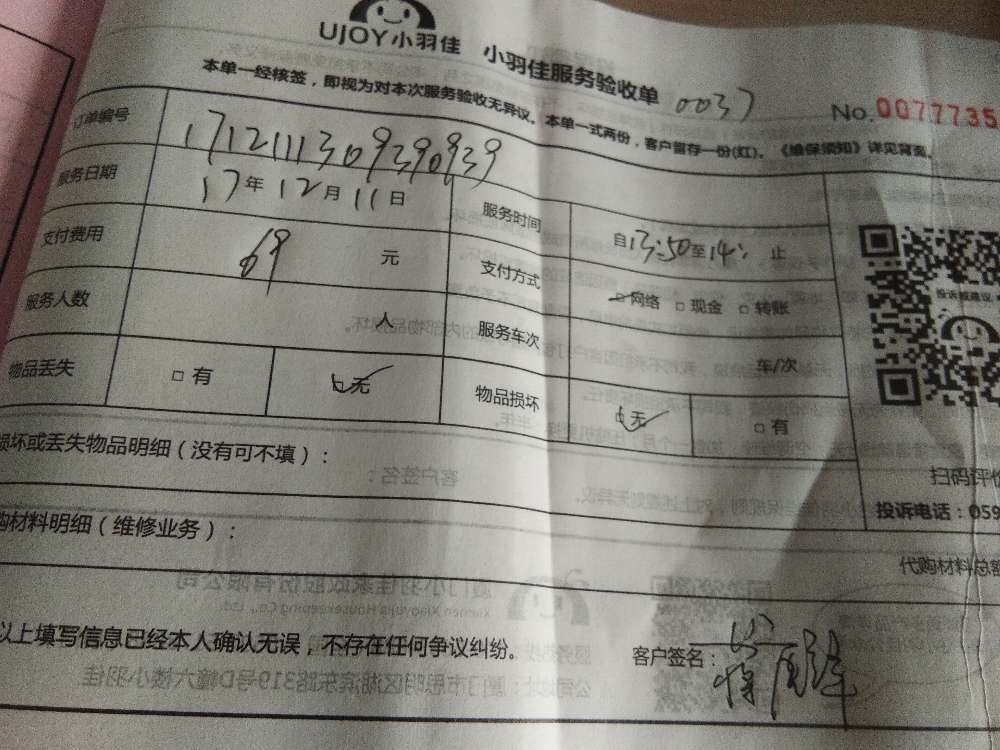 UJOY小羽佳 小羽佳服务验收单 0037
No.0077735
本单一经核签，即视为对本次服务验收无异议。本单一式两份，客户留存一份(红)。《维保须知》详见背面。
订单编号 1712111309390939
服务日期 17年12月11日 服务时间 自13:50至14: 止
支付费用 69 元 支付方式 □网络 □现金 □转账
服务人数 人 服务车次 车/次
物品丢失 □有 □无 物品损坏 □无 □有
损坏或丢失物品明细（没有可不填）：
扫码评价
投诉电话：059
购材料明细（维修业务）：
代购材料总额
以上填写信息已经本人确认无误，不存在任何争议纠纷。
客户签名：